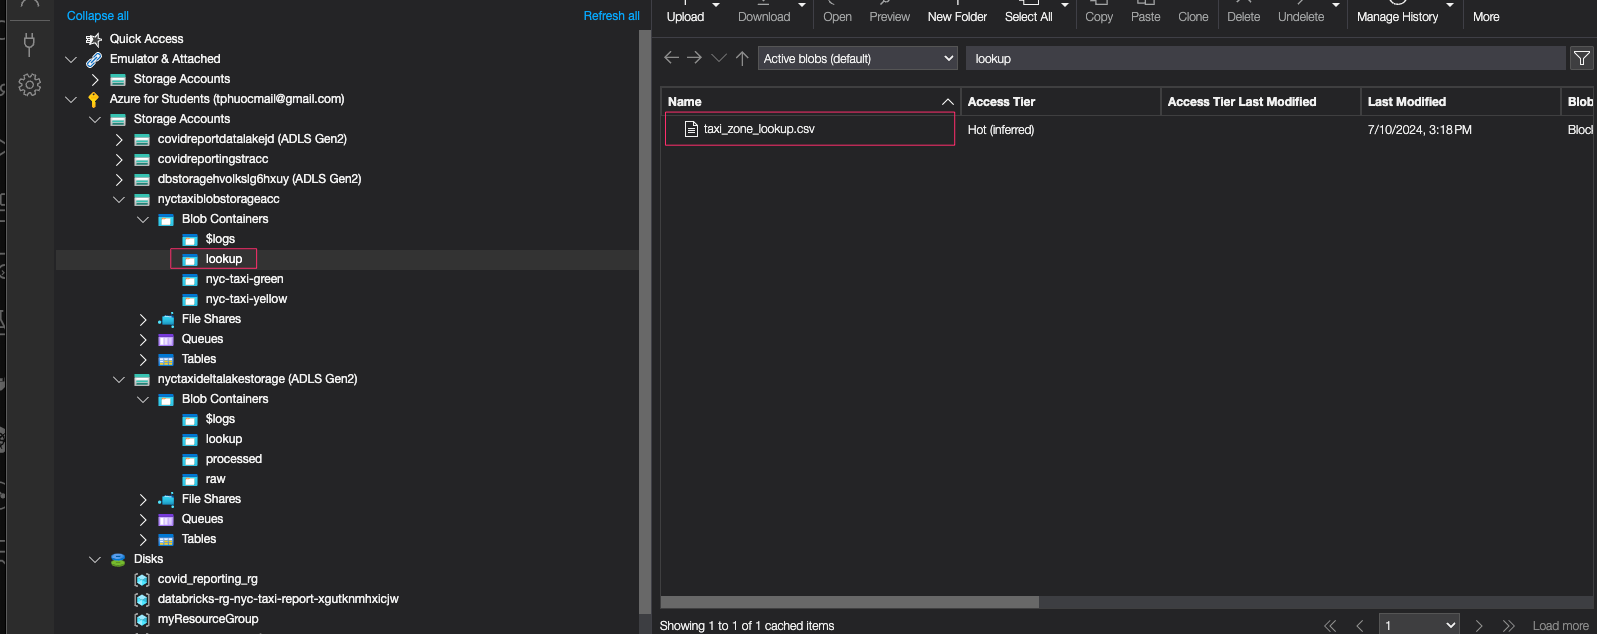 Collapse all
Refresh all
Quick Access
Emulator & Attached
Storage Accounts
Azure for Students (tphuocmail@gmail.com)
Storage Accounts
covidreportdatalakejd (ADLS Gen2)
covidreportingstracc
dbstoragehvolkslg6hxuy (ADLS Gen2)
nyctaxiblobstorageacc
Blob Containers
$logs
lookup
nyc-taxi-green
nyc-taxi-yellow
File Shares
Queues
Tables
nyctaxideltalakestorage (ADLS Gen2)
Blob Containers
$logs
lookup
processed
raw
File Shares
Queues
Tables
Disks
covid_reporting_rg
databricks-rg-nyc-taxi-report-xgutknmhxicjw
myResourceGroup
Upload Download Open Preview New Folder Select All Copy Paste Clone Delete Undelete Manage History More
Active blobs (default) lookup
Name Access Tier Access Tier Last Modified Last Modified Blob
taxi_zone_lookup.csv Hot (inferred) 7/10/2024, 3:18 PM Block
Showing 1 to 1 of 1 cached items 1 Load more